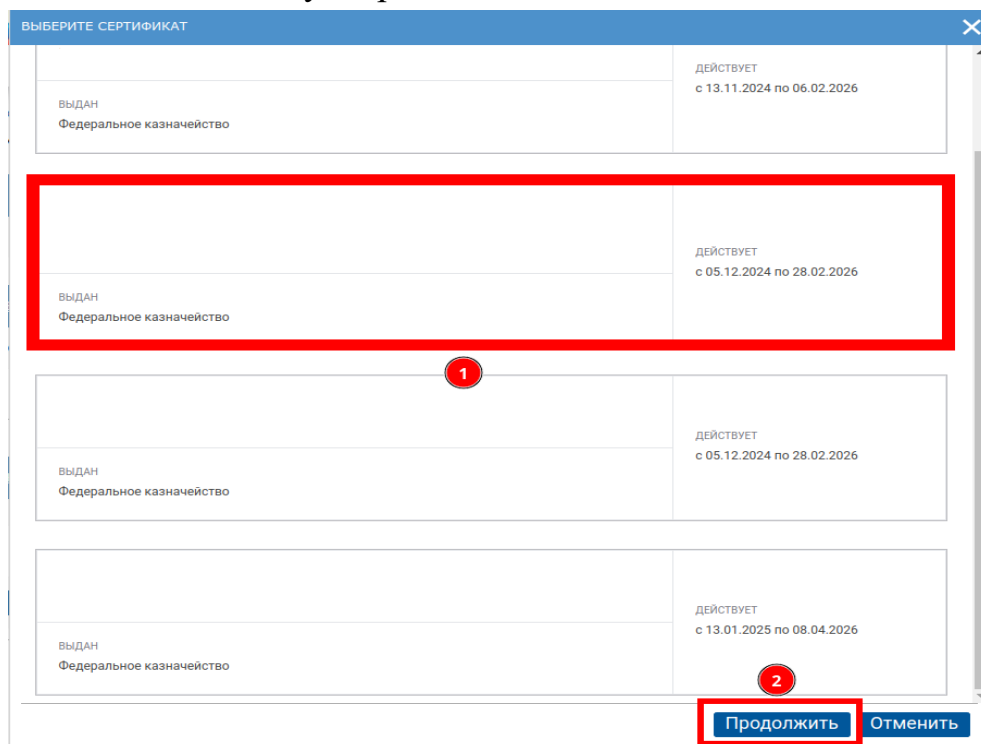 ВЫБЕРИТЕ СЕРТИФИКАТ
ДЕЙСТВУЕТ
с 13.11.2024 по 06.02.2026
ВЫДАН
Федеральное казначейство
ДЕЙСТВУЕТ
с 05.12.2024 по 28.02.2026
ВЫДАН
Федеральное казначейство
1
ДЕЙСТВУЕТ
с 05.12.2024 по 28.02.2026
ВЫДАН
Федеральное казначейство
ДЕЙСТВУЕТ
с 13.01.2025 по 08.04.2026
ВЫДАН
Федеральное казначейство
2
Продолжить Отменить